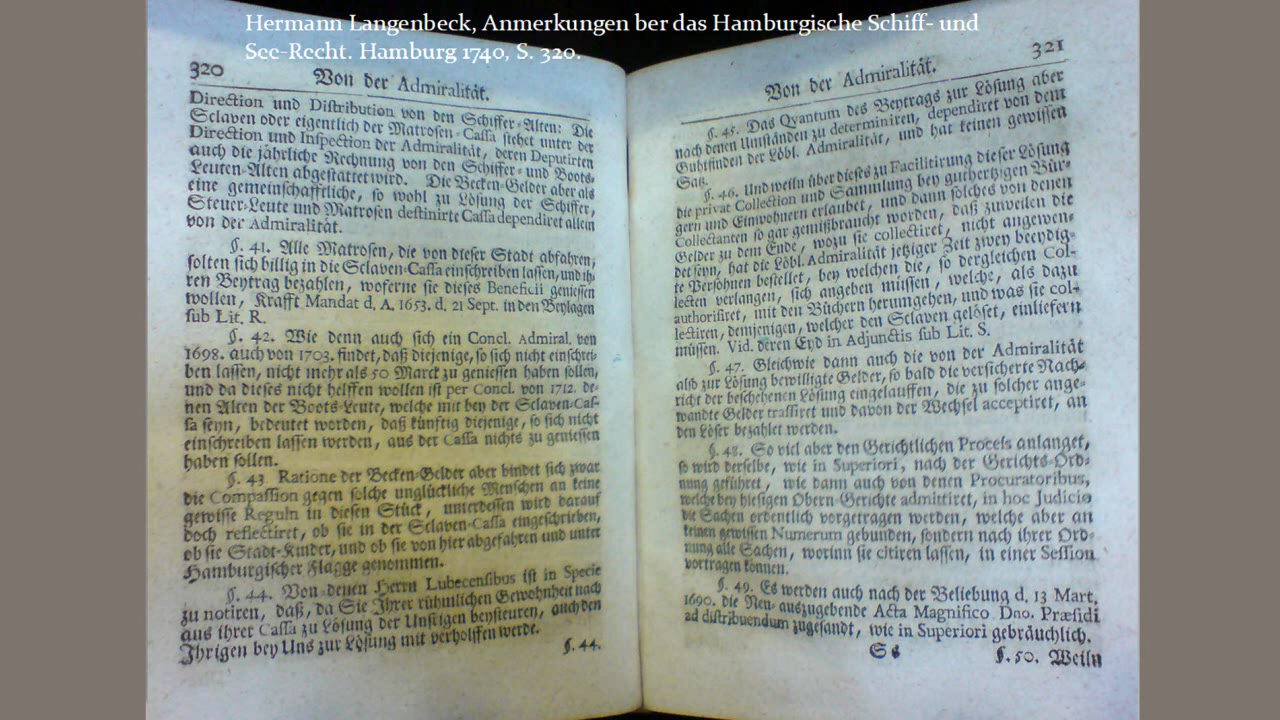 Hermann Langenbeck, Anmerkungen ber das Hamburgische Schiff- und
See-Recht. Hamburg 1740, S. 320.
320
Von der Admiralität.
Direction und Distribution von den Schiffer-Alten: Die
Sclaven oder eigentlich der Matrosen-Cassa stehet unter der
Direction und Inspection der Admiralität, deren Deputirten
auch die jährliche Rechnung von den Schiffer- und Boots-
Leuten-Alten abgestattet wird. Die Becken-Gelder aber als
eine gemeinschafftliche, so wohl zu Lösung der Schiffer,
Steuer-Leute und Matrosen destinirte Cassa dependiret allein
von der Admiralität.
§. 41. Alle Matrosen, die von dieser Stadt abfahren,
solten sich billig in die Sclaven-Cassa einschreiben lassen, und ih-
ren Beytrag bezahlen, woferne sie dieses Beneficii geniessen
wollen, Krafft Mandat d. A. 1653. d. 21 Sept. in den Beylagen
sub Lit. R.
§. 42. Wie denn auch sich ein Concl. Admiral. von
1698. auch von 1703. findet, daß diejenige, so sich nicht einschrei-
ben lassen, nicht mehr als 50 Marck zu geniessen haben sollen,
und da dieses nicht helffen wollen ist per Concl. von 1712. de-
nen Alten der Boots-Leute, welche mit bey der Sclaven-Cas-
sa seyn, bedeutet worden, daß künftig diejenige, so sich nicht
einschreiben lassen werden, aus der Cassa nichts zu geniessen
haben sollen.
§. 43. Ratione der Becken-Gelder aber bindet sich zwar
die Compassion gegen solche unglückliche Menschen an keine
gewisse Reguln in diesen Stück, unterdessen wird darauf
doch reflectiret, ob sie in der Sclaven-Cassa eingeschrieben,
ob sie Stadt-Kinder, und ob sie von hier abgefahren und unter
Hamburgischer Flagge genommen.
§. 44. Von denen Herrn Lubecensibus ist in Specie
zu notiren, daß, da Sie Ihrer rühmlichen Gewohnheit nach
aus ihrer Cassa zu Lösung der Unsrigen beysteuren, auch den
Ihrigen bey Uns zur Lösung mit verholffen werde.
§. 44.
321
Von der Admiralität.
§. 45. Das Qvantum des Beytrags zur Lösung aber
nach denen Umständen zu determiniren, dependiret von dem
Gubtfinden der Löbl. Admiralität, und hat keinen gewissen
Satz.
§. 46. Und weiln über dieses zu Facilitirung dieser Lösung
die privat Collection und Sammlung bey guthertzigen Bür-
gern und Einwohnern erlaubet, und dann solches von denen
Collectanten so gar gemißbraucht worden, daß zuweilen die
Gelder zu dem Ende, wozu sie collectiret, nicht angewen-
det seyn, hat die Löbl. Admiralität jetziger Zeit zwey beeydig-
te Persohnen bestellet, bey welchen die, so dergleichen Col-
lecten verlangen, sich angeben müssen, welche, als dazu
authorisiret, mit den Büchern herumgehen, und was sie col-
lectiren, demjenigen, welcher den Sclaven gelöset, einliefern
müssen. Vid. deren Eyd in Adjunctis sub Lit. S.
§. 47. Gleichwie dann auch die von der Admiralität
alß zur Lösung bewilligte Gelder, so bald die versicherte Nach-
richt der beschehenen Lösung eingelauffen, die zu solcher ange-
wandte Gelder trassiret und davon der Wechsel acceptiret, an
den Löser bezahlet werden.
§. 48. So viel aber den Gerichtlichen Process anlanget,
so wird derselbe, wie in Superiori, nach der Gerichts-Ord-
nung geführet, wie dann auch von denen Procuratoribus,
welche bey hiesigen Obern-Gerichte admittiret, in hoc Judicio
die Sachen ordentlich vorgetragen werden, welche aber an
keinen gewissen Numerum gebunden, sondern nach ihrer Ord-
nung alle Sachen, worinn sie citiren lassen, in einer Session
vortragen können.
§. 49. Es werden auch nach der Beliebung d. 13 Mart.
1690. die Neu-auszugebende Acta Magnifico Dno. Præsidi
ad distribuendum zugesandt, wie in Superiori gebräuchlich.
§. 50. Weiln